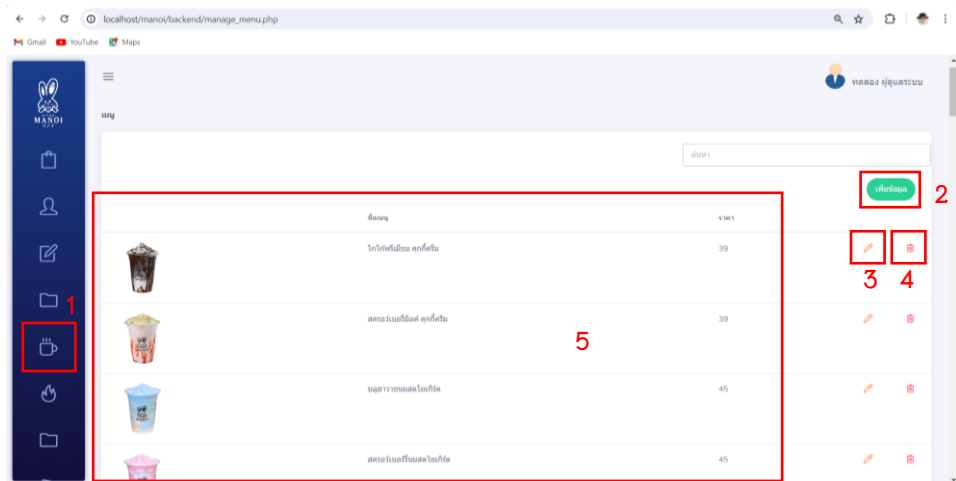 localhost/manoi/backend/manage_menu.php
Gmail YouTube Maps
MANOI
ทดลอง ผู้ดูแลระบบ
เมนู
ค้นหา
เพิ่มข้อมูล
2
ชื่อเมนู ราคา
โกโก้พรีเมียม คุกกี้ครีม 39
3 4
1
สตรอว์เบอรี่มิลค์ คุกกี้ครีม 39
5
บลูฮาวายนมสดโยเกิร์ต 45
สตรอว์เบอร์รี่นมสดโยเกิร์ต 45